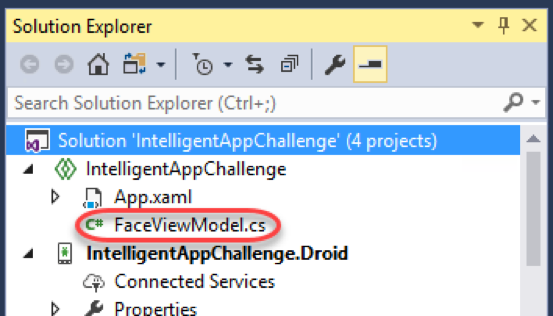 Solution Explorer
Search Solution Explorer (Ctrl+;)
Solution 'IntelligentAppChallenge' (4 projects)
IntelligentAppChallenge
App.xaml
C# FaceViewModel.cs
IntelligentAppChallenge.Droid
Connected Services
Properties